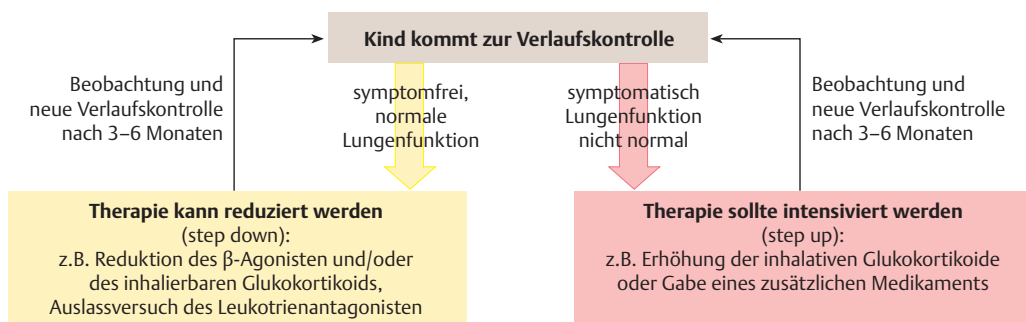 Kind kommt zur Verlaufskontrolle
Beobachtung und
neue Verlaufskontrolle
nach 3–6 Monaten
symptomfrei,
normale
Lungenfunktion
symptomatisch
Lungenfunktion
nicht normal
Beobachtung und
neue Verlaufskontrolle
nach 3–6 Monaten
Therapie kann reduziert werden
(step down):
z.B. Reduktion des β-Agonisten und/oder
des inhalierbaren Glukokortikoids,
Auslassversuch des Leukotrienantagonisten
Therapie sollte intensiviert werden
(step up):
z.B. Erhöhung der inhalativen Glukokortikoide
oder Gabe eines zusätzlichen Medikaments